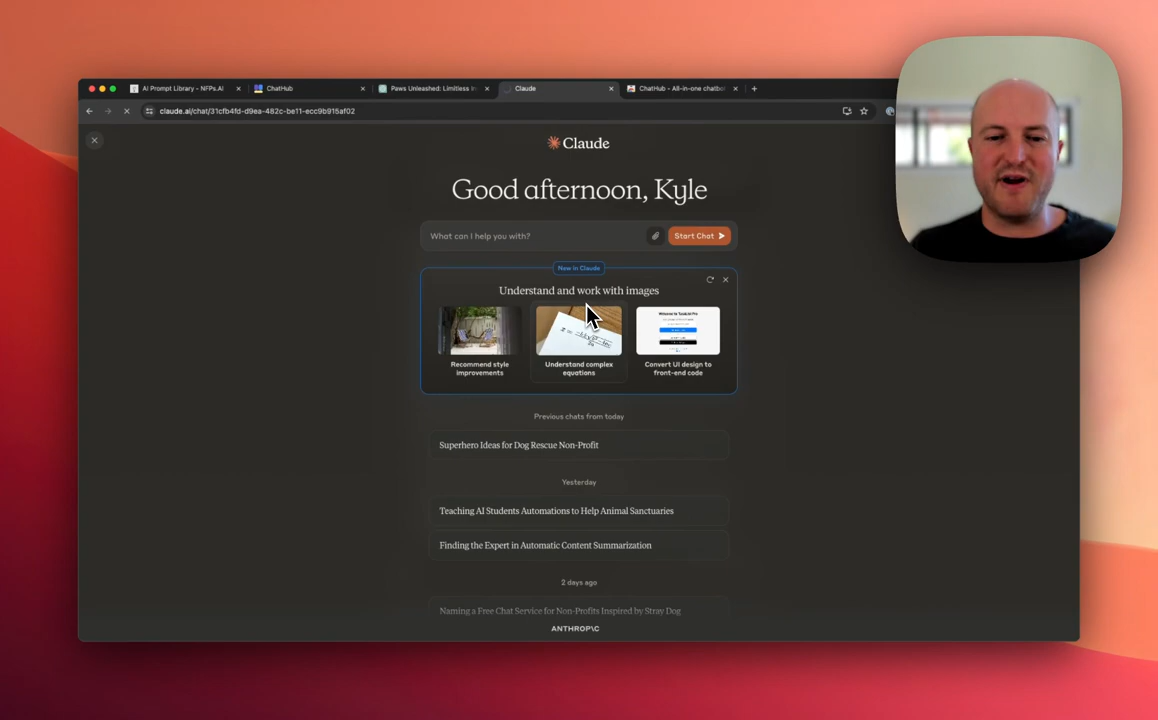 AI Prompt Library - NFPs.AI
ChatHub
Paws Unleashed: Limitless in
Claude
ChatHub - All-in-one chatbo
claude.ai/chat/31cfb4fd-d9ea-482c-be11-ecc9b915af02
Claude
Good afternoon, Kyle
What can I help you with?
Start Chat
New in Claude
Understand and work with images
Recommend style
improvements
Understand complex
equations
Convert UI design to
front-end code
Previous chats from today
Superhero Ideas for Dog Rescue Non-Profit
Yesterday
Teaching AI Students Automations to Help Animal Sanctuaries
Finding the Expert in Automatic Content Summarization
2 days ago
Naming a Free Chat Service for Non-Profits Inspired by Stray Dog
ANTHROP\C